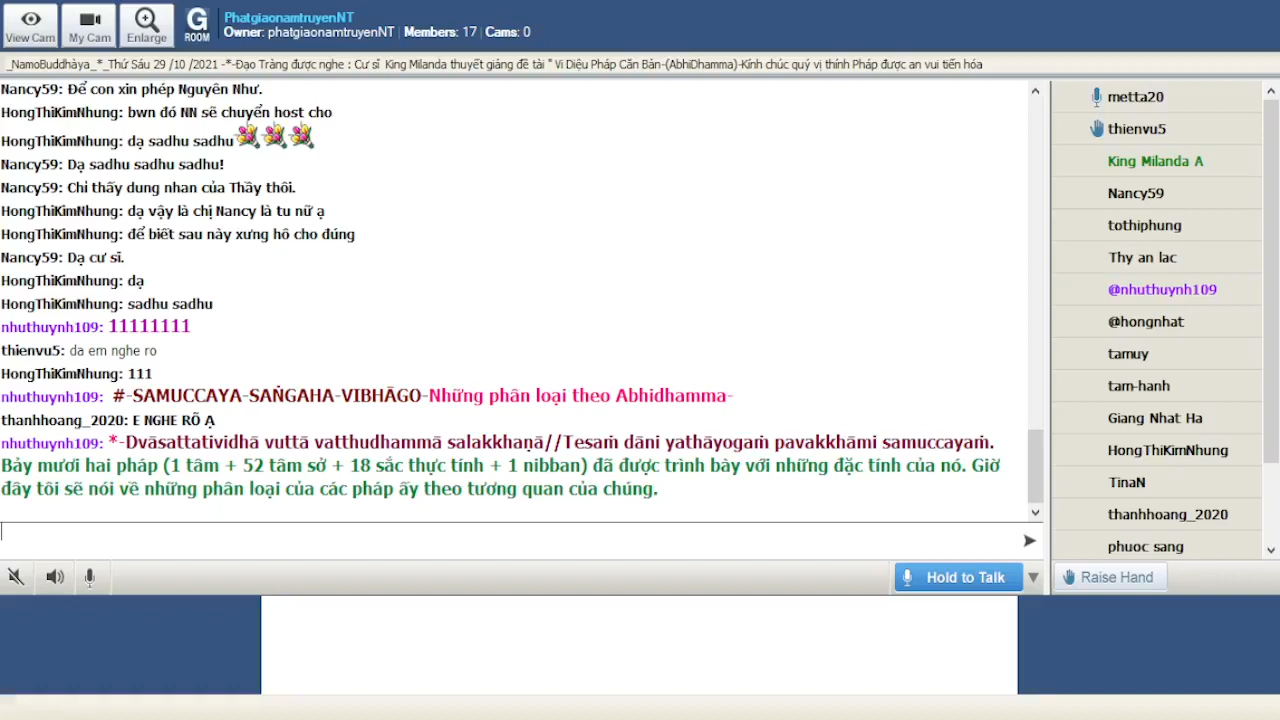 View Cam
My Cam
Enlarge
G
ROOM
PhatgiaonamtruyenNT
Owner: phatgiaonamtruyenNT | Members: 17 | Cams: 0
_NamoBuddhàya_*_Thứ Sáu 29 /10 /2021 -*-Đạo Tràng được nghe : Cư sĩ King Milanda thuyết giảng đề tài " Vi Diệu Pháp Căn Bản-(AbhiDhamma)-Kính chúc quý vị thính Pháp được an vui tiến hóa
Nancy59: Để con xin phép Nguyên Như.
HongThiKimNhung: bwn đó NN sẽ chuyển host cho
HongThiKimNhung: dạ sadhu sadhu
Nancy59: Dạ sadhu sadhu sadhu!
Nancy59: Chỉ thấy dung nhan của Thầy thôi.
HongThiKimNhung: dạ vậy là chị Nancy là tu nữ ạ
HongThiKimNhung: để biết sau này xưng hô cho đúng
Nancy59: Dạ cư sĩ.
HongThiKimNhung: dạ
HongThiKimNhung: sadhu sadhu
nhuthuynh109: 11111111
thienvu5: da em nghe ro
HongThiKimNhung: 111
nhuthuynh109: #-SAMUCCAYA-SAṄGAHA-VIBHĀGO-Những phân loại theo Abhidhamma-
thanhhoang_2020: E NGHE RÕ Ạ
nhuthuynh109: *-Dvāsattatividhā vuttā vatthudhammā salakkhaṇā//Tesaṁ dāni yathāyogaṁ pavakkhāmi samuccayaṁ.
Bảy mươi hai pháp (1 tâm + 52 tâm sở + 18 sắc thực tính + 1 nibban) đã được trình bày với những đặc tính của nó. Giờ
đây tôi sẽ nói về những phân loại của các pháp ấy theo tương quan của chúng.
metta20
thienvu5
King Milanda A
Nancy59
tothiphung
Thy an lac
@nhuthuynh109
@hongnhat
tamuy
tam-hanh
Giang Nhat Ha
HongThiKimNhung
TinaN
thanhhoang_2020
phuoc sang
Hold to Talk
Raise Hand